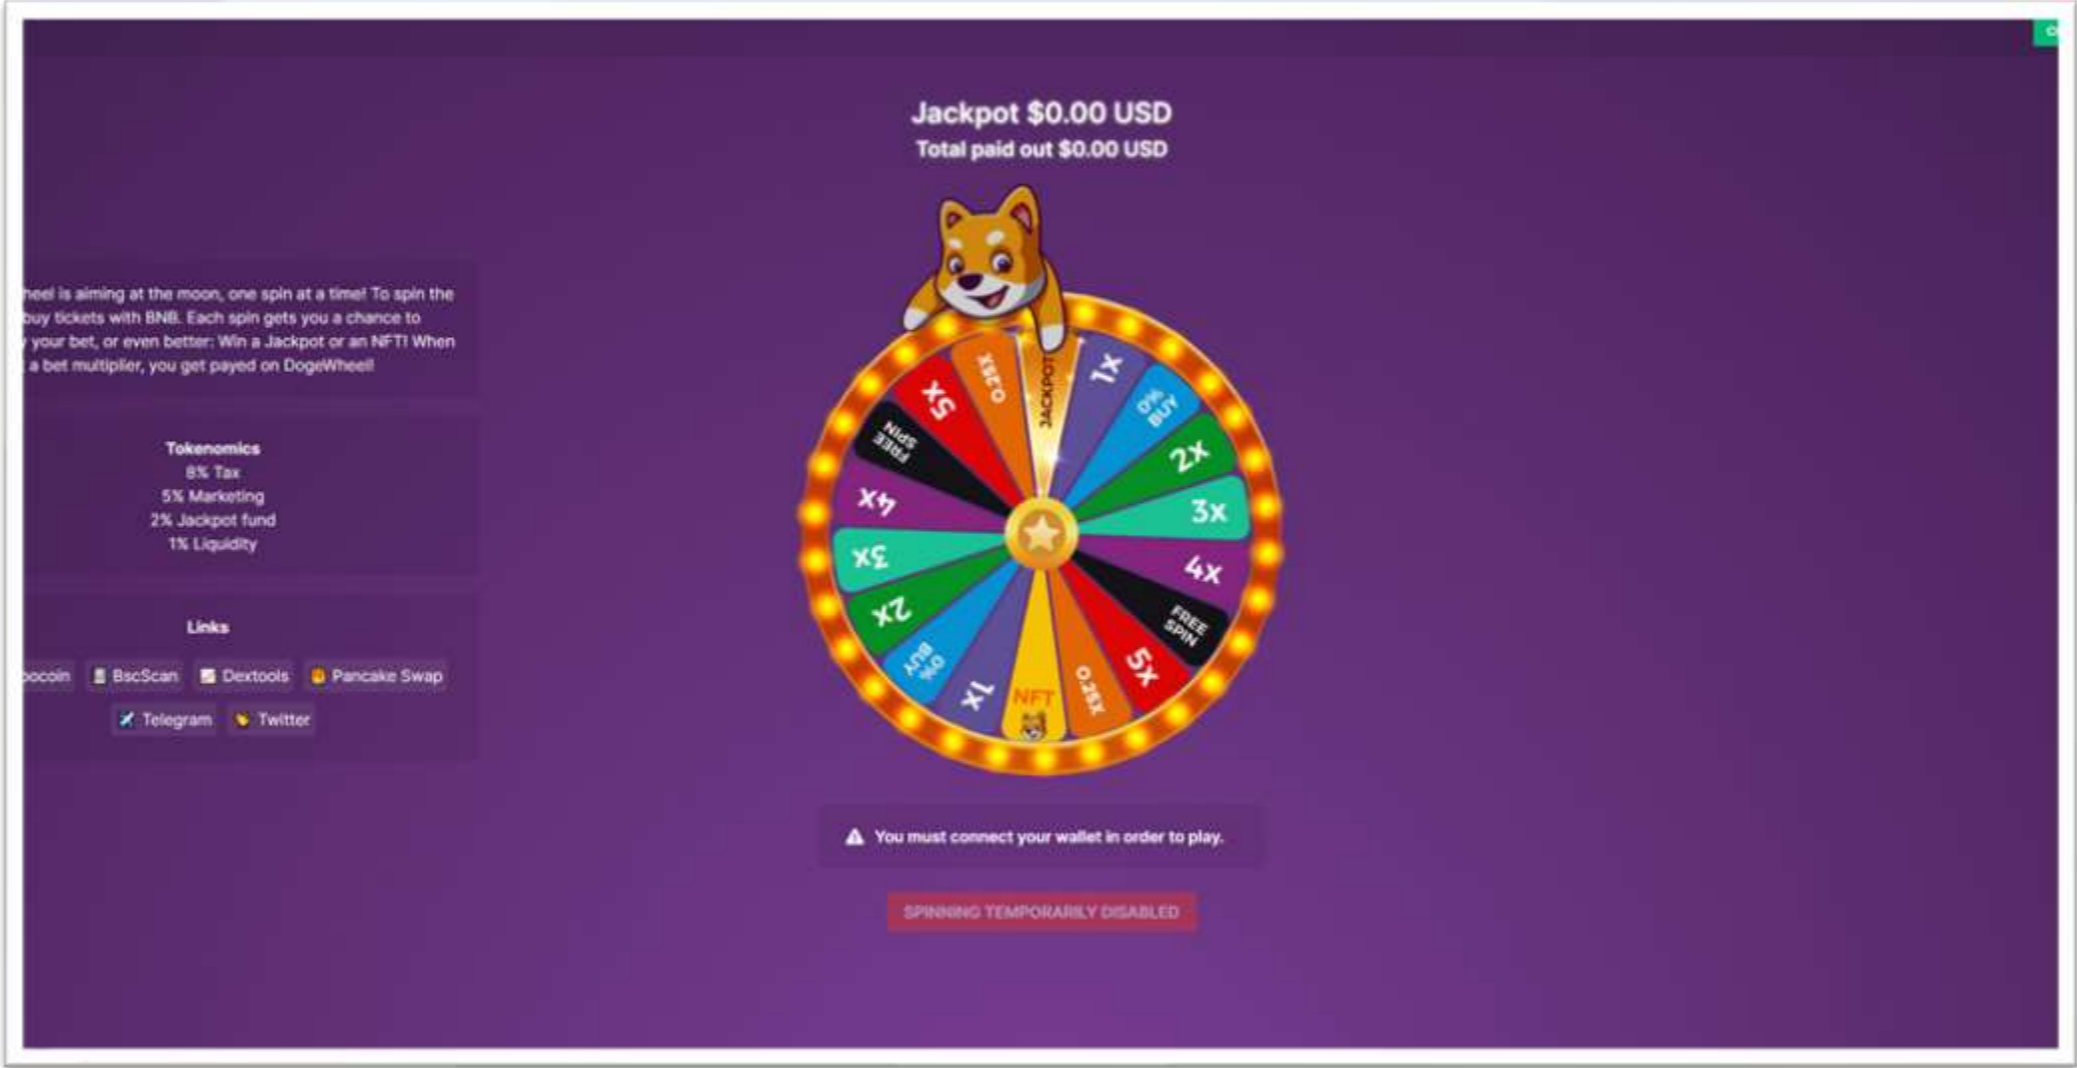 Jackpot $0.00 USD
Total paid out $0.00 USD
heel is aiming at the moon, one spin at a time! To spin the
buy tickets with BNB. Each spin gets you a chance to
your bet, or even better: Win a Jackpot or an NFT! When
a bet multiplier, you get payed on DogeWheel!
Tokenomics
8% Tax
5% Marketing
2% Jackpot fund
1% Liquidity
Links
ocoin
BscScan
Dextools
Pancake Swap
Telegram
Twitter
JACKPOT
1X
0%
BUY
2X
3X
4X
FREE
SPIN
5X
0.25X
NFT
1X
0%
BUY
2X
3X
4X
FREE
SPIN
5X
0.25X
You must connect your wallet in order to play.
SPINNING TEMPORARILY DISABLED